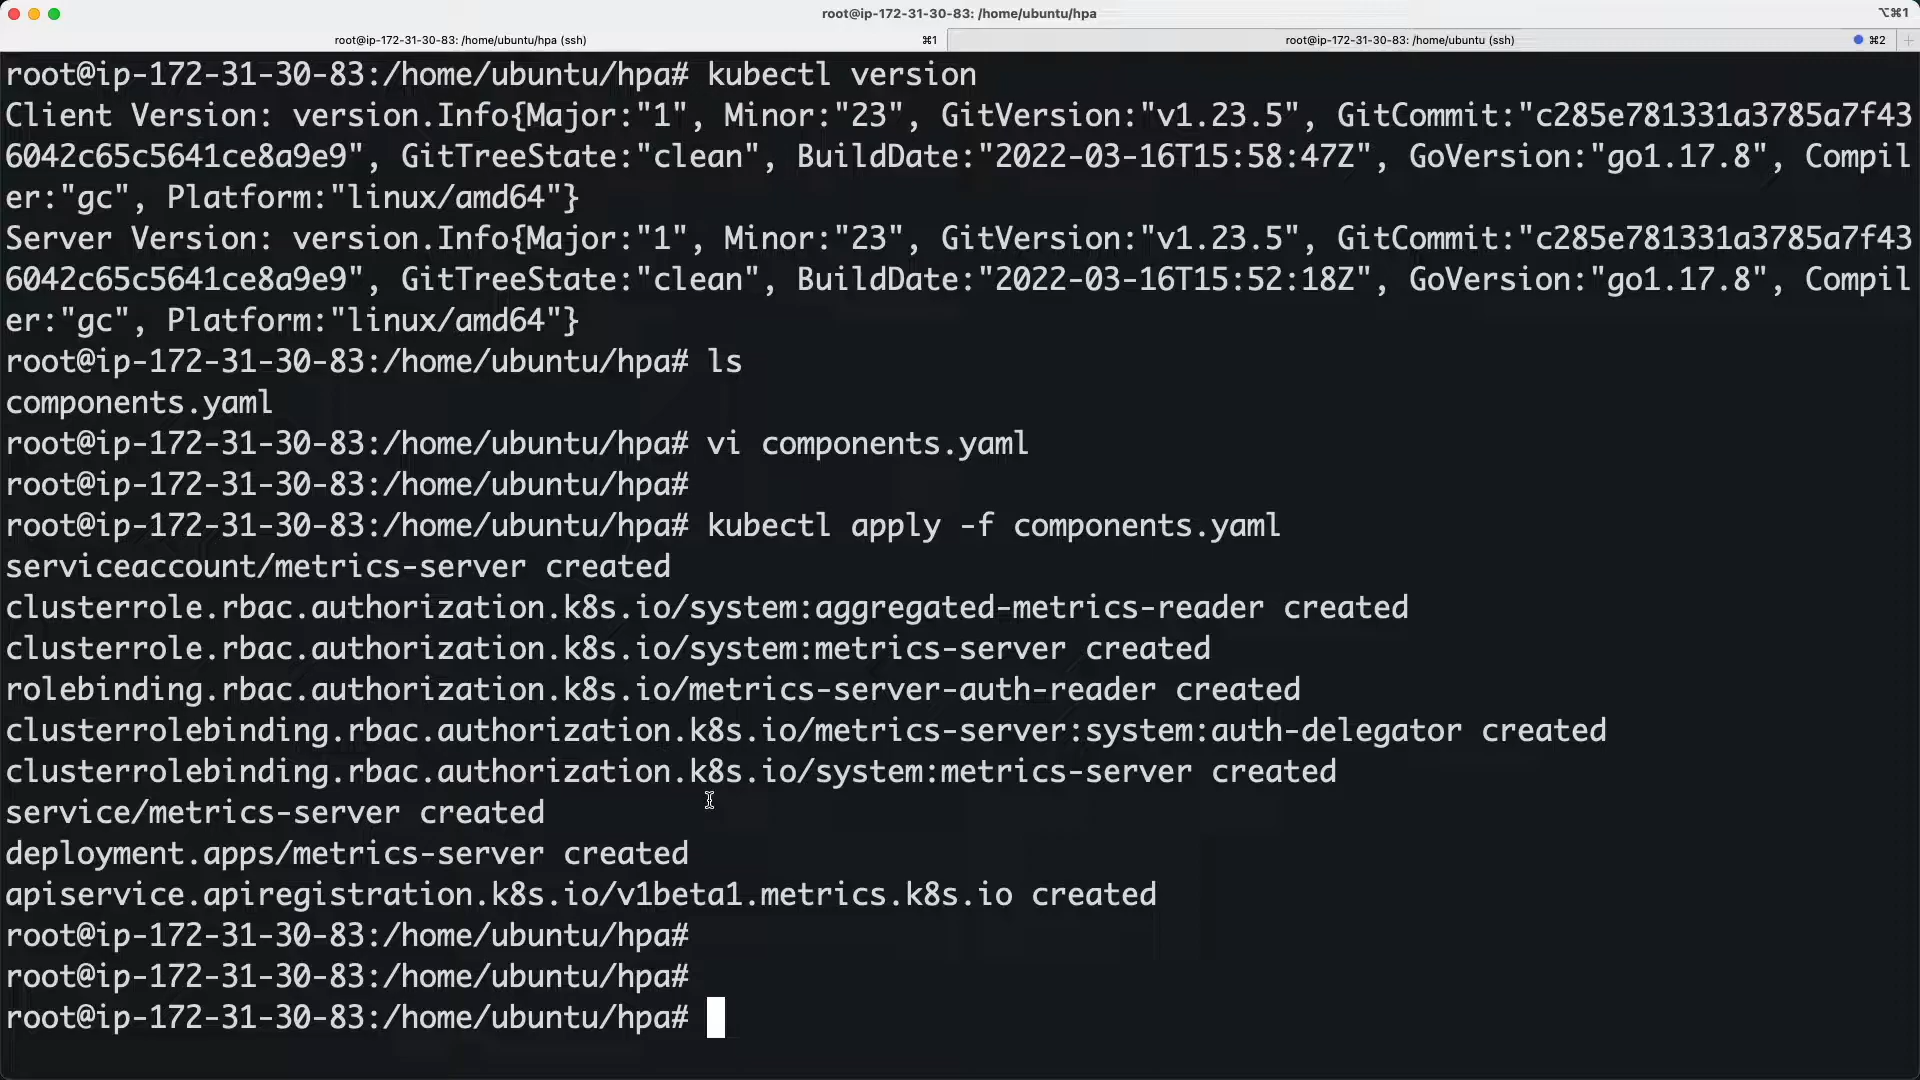 root@ip-172-31-30-83: /home/ubuntu/hpa
⌥⌘1
root@ip-172-31-30-83: /home/ubuntu/hpa (ssh)
⌘1
root@ip-172-31-30-83: /home/ubuntu (ssh)
⌘2
root@ip-172-31-30-83:/home/ubuntu/hpa# kubectl version
Client Version: version.Info{Major:"1", Minor:"23", GitVersion:"v1.23.5", GitCommit:"c285e781331a3785a7f43
6042c65c5641ce8a9e9", GitTreeState:"clean", BuildDate:"2022-03-16T15:58:47Z", GoVersion:"go1.17.8", Compil
er:"gc", Platform:"linux/amd64"}
Server Version: version.Info{Major:"1", Minor:"23", GitVersion:"v1.23.5", GitCommit:"c285e781331a3785a7f43
6042c65c5641ce8a9e9", GitTreeState:"clean", BuildDate:"2022-03-16T15:52:18Z", GoVersion:"go1.17.8", Compil
er:"gc", Platform:"linux/amd64"}
root@ip-172-31-30-83:/home/ubuntu/hpa# ls
components.yaml
root@ip-172-31-30-83:/home/ubuntu/hpa# vi components.yaml
root@ip-172-31-30-83:/home/ubuntu/hpa#
root@ip-172-31-30-83:/home/ubuntu/hpa# kubectl apply -f components.yaml
serviceaccount/metrics-server created
clusterrole.rbac.authorization.k8s.io/system:aggregated-metrics-reader created
clusterrole.rbac.authorization.k8s.io/system:metrics-server created
rolebinding.rbac.authorization.k8s.io/metrics-server-auth-reader created
clusterrolebinding.rbac.authorization.k8s.io/metrics-server:system:auth-delegator created
clusterrolebinding.rbac.authorization.k8s.io/system:metrics-server created
service/metrics-server created
deployment.apps/metrics-server created
apiservice.apiregistration.k8s.io/v1beta1.metrics.k8s.io created
root@ip-172-31-30-83:/home/ubuntu/hpa#
root@ip-172-31-30-83:/home/ubuntu/hpa#
root@ip-172-31-30-83:/home/ubuntu/hpa#